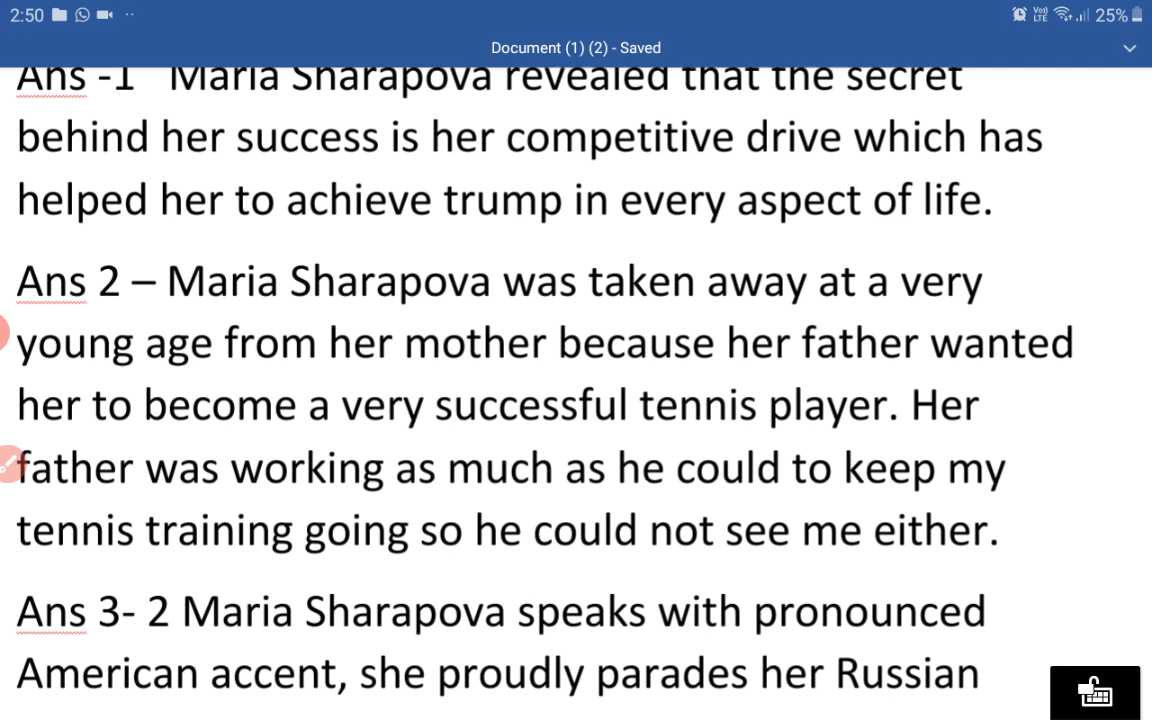 2:50
Vo)) LTE 25%
Document (1) (2) - Saved
Ans -1 Maria Sharapova revealed that the secret
behind her success is her competitive drive which has
helped her to achieve trump in every aspect of life.
Ans 2 – Maria Sharapova was taken away at a very
young age from her mother because her father wanted
her to become a very successful tennis player. Her
father was working as much as he could to keep my
tennis training going so he could not see me either.
Ans 3- 2 Maria Sharapova speaks with pronounced
American accent, she proudly parades her Russian